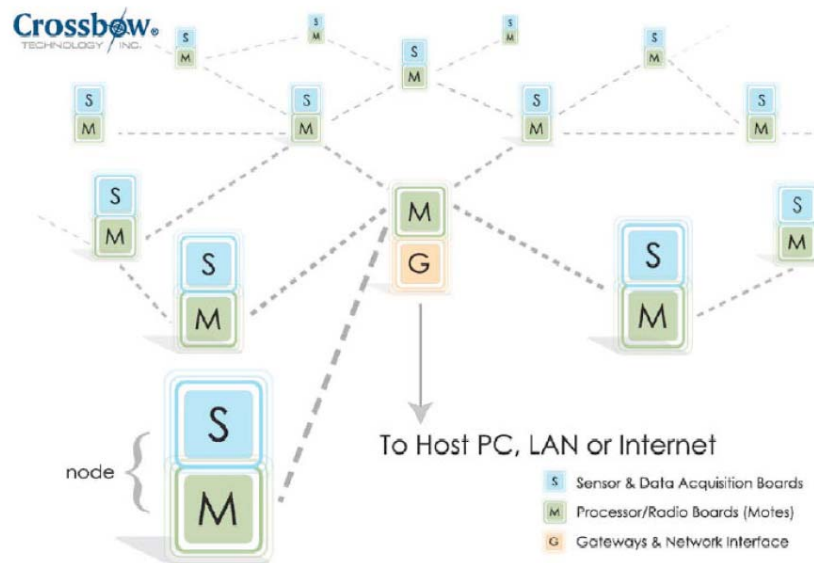 Crossbow®
TECHNOLOGY INC.
S
M
S
M
S
M
S
M
S
M
S
M
S
M
S
M
S
M
S
M
M
G
S
M
S
M
S
M
S
M
node
To Host PC, LAN or Internet
S Sensor & Data Acquisition Boards
M Processor/Radio Boards (Motes)
G Gateways & Network Interface